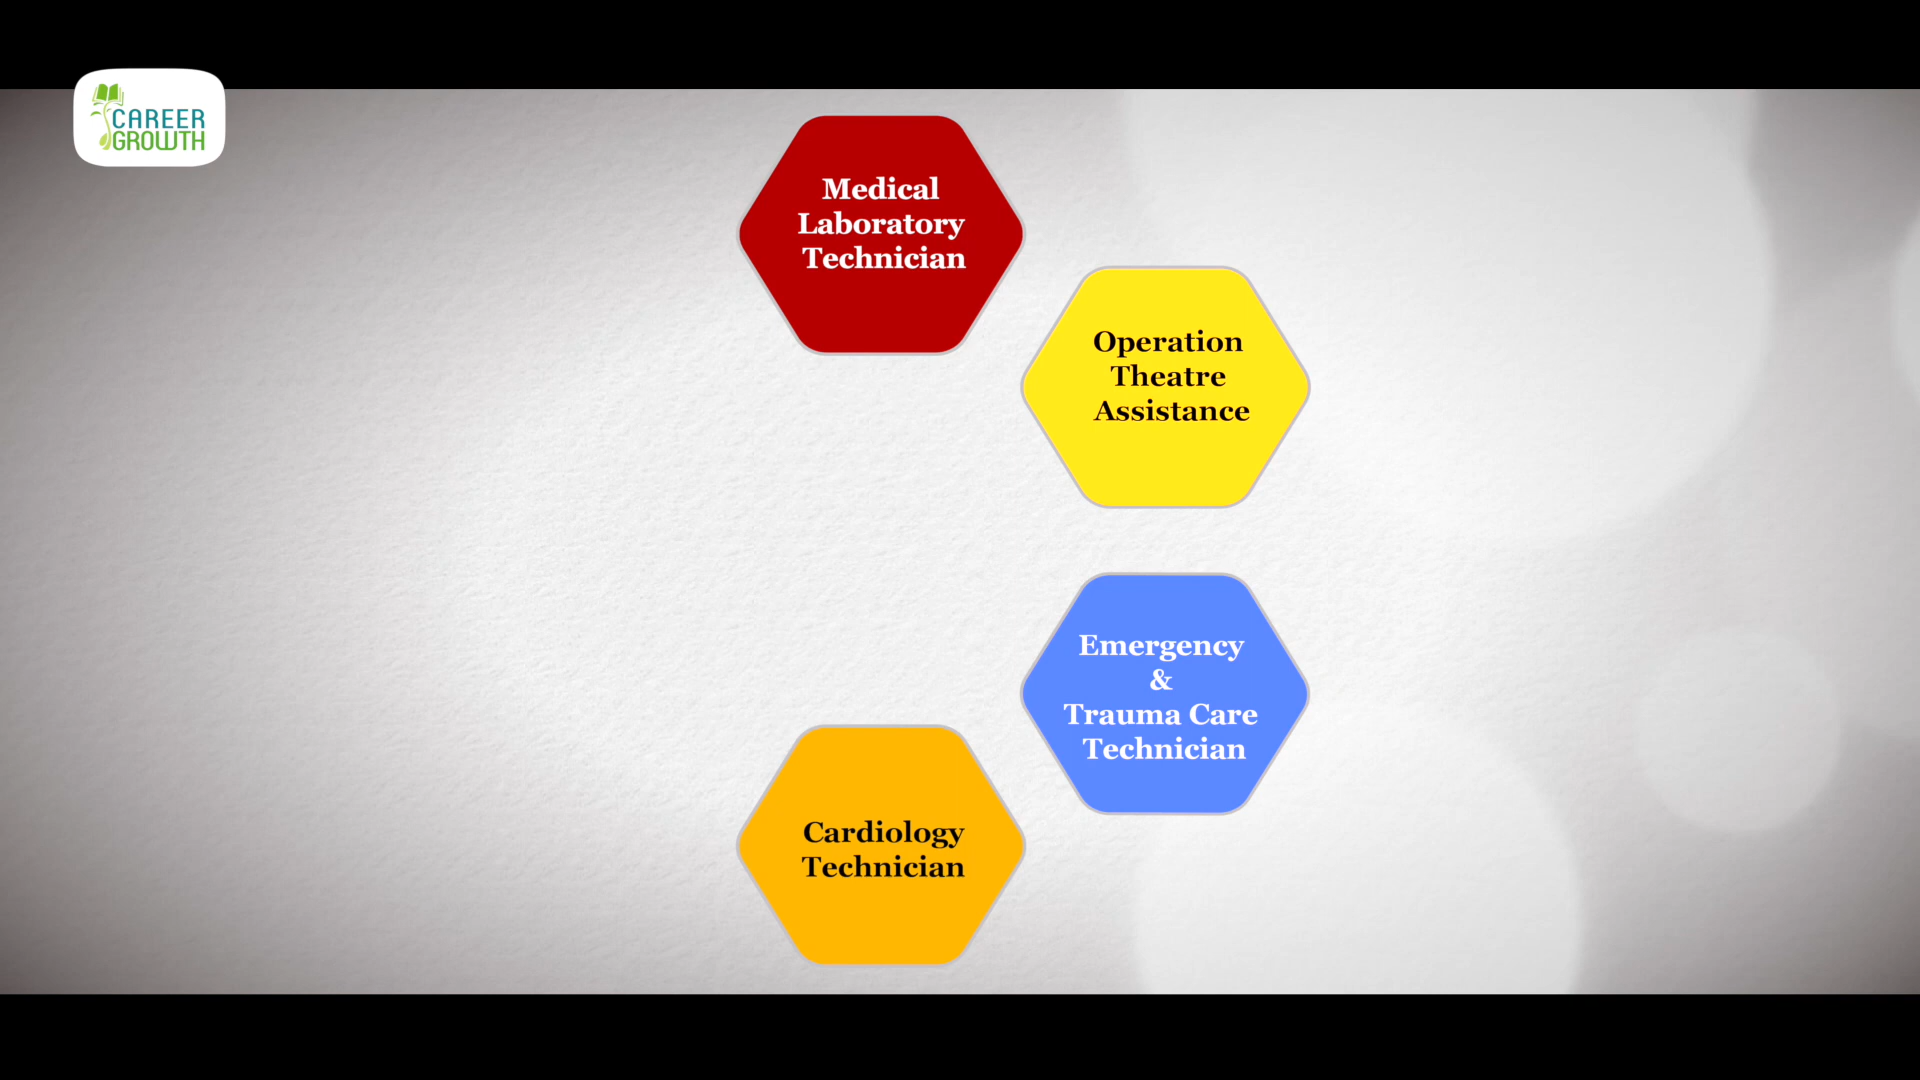 CAREER
GROWTH
Medical
Laboratory
Technician
Operation
Theatre
Assistance
Emergency
&
Trauma Care
Technician
Cardiology
Technician